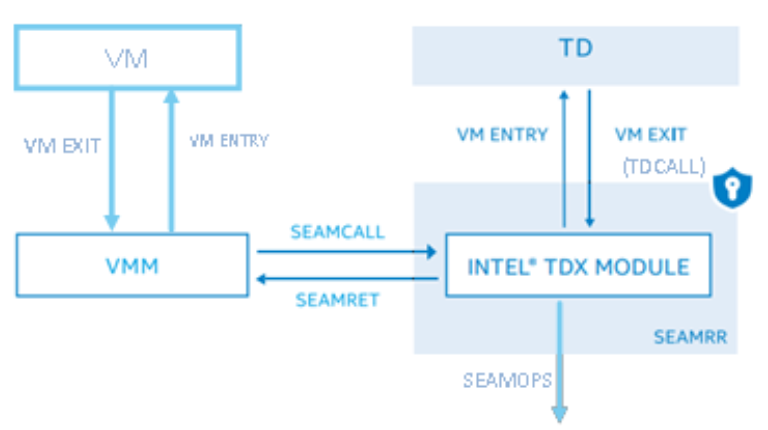 VM
TD
VM EXIT
VM ENTRY
VM ENTRY
VM EXIT
(TDCALL)
SEAMCALL
VMM
INTEL® TDX MODULE
SEAMRET
SEAMRR
SEAMOPS